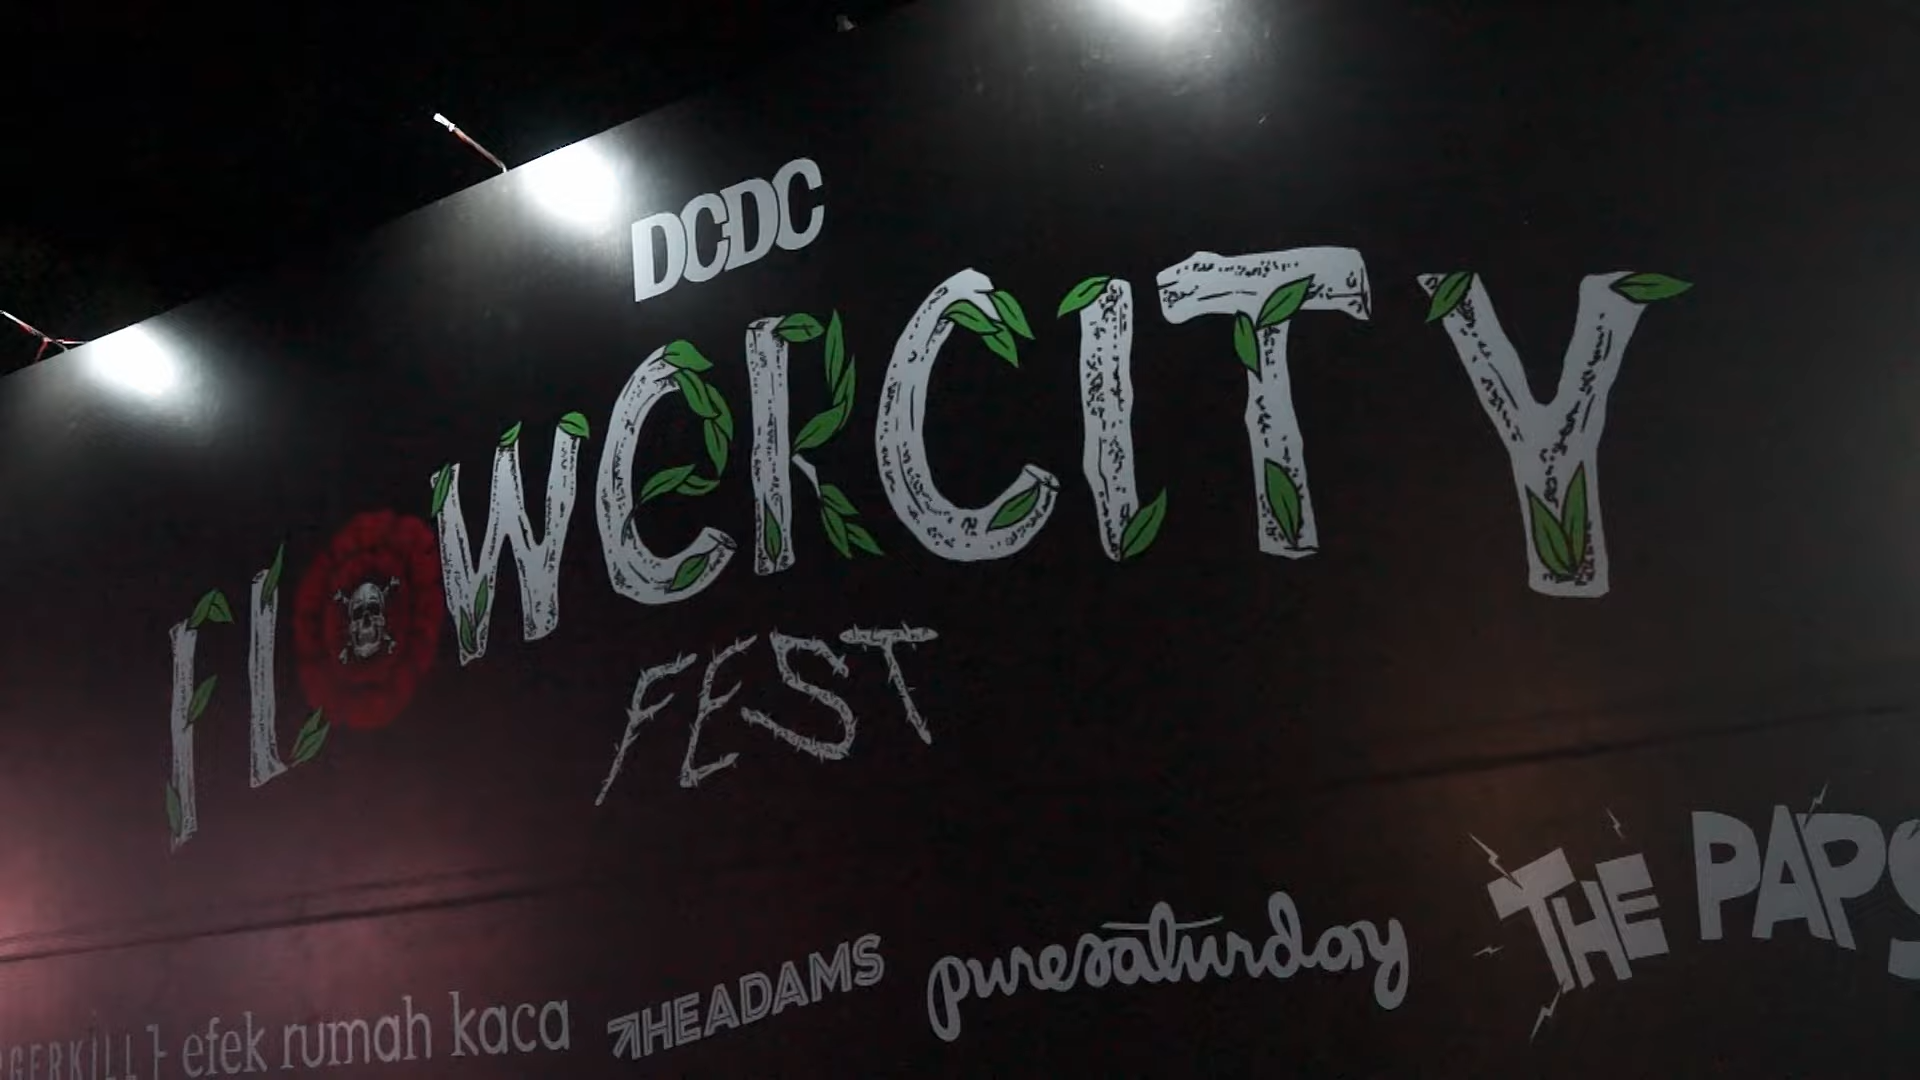 DCDC
FLOWERCITY
FEST
efek rumah kaca THEADAMS puresaturday THE PAPS